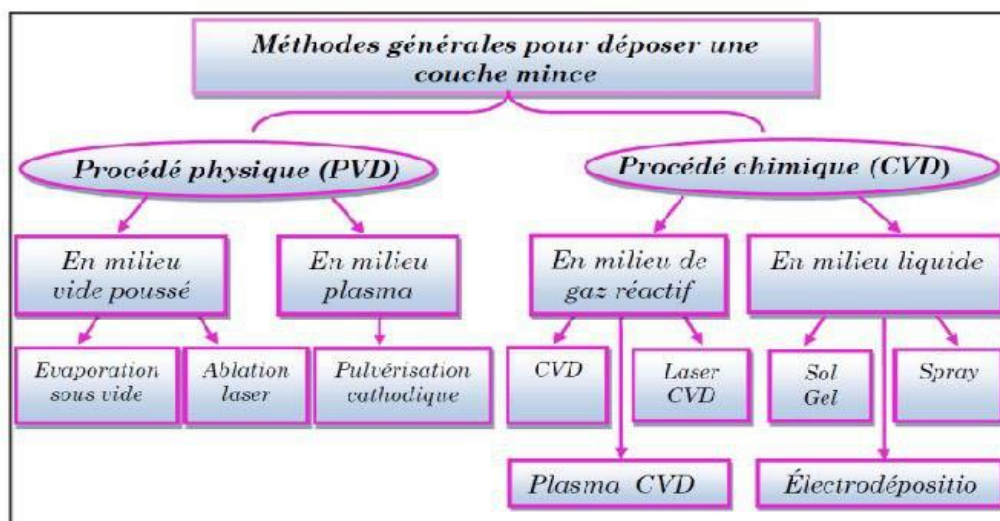 Méthodes générales pour déposer une
couche mince
Procédé physique (PVD)
Procédé chimique (CVD)
En milieu
vide poussé
En milieu
plasma
En milieu de
gaz réactif
En milieu liquide
Evaporation
sous vide
Ablation
laser
Pulvérisation
cathodique
CVD
Laser
CVD
Sol
Gel
Spray
Plasma CVD
Électrodépositio